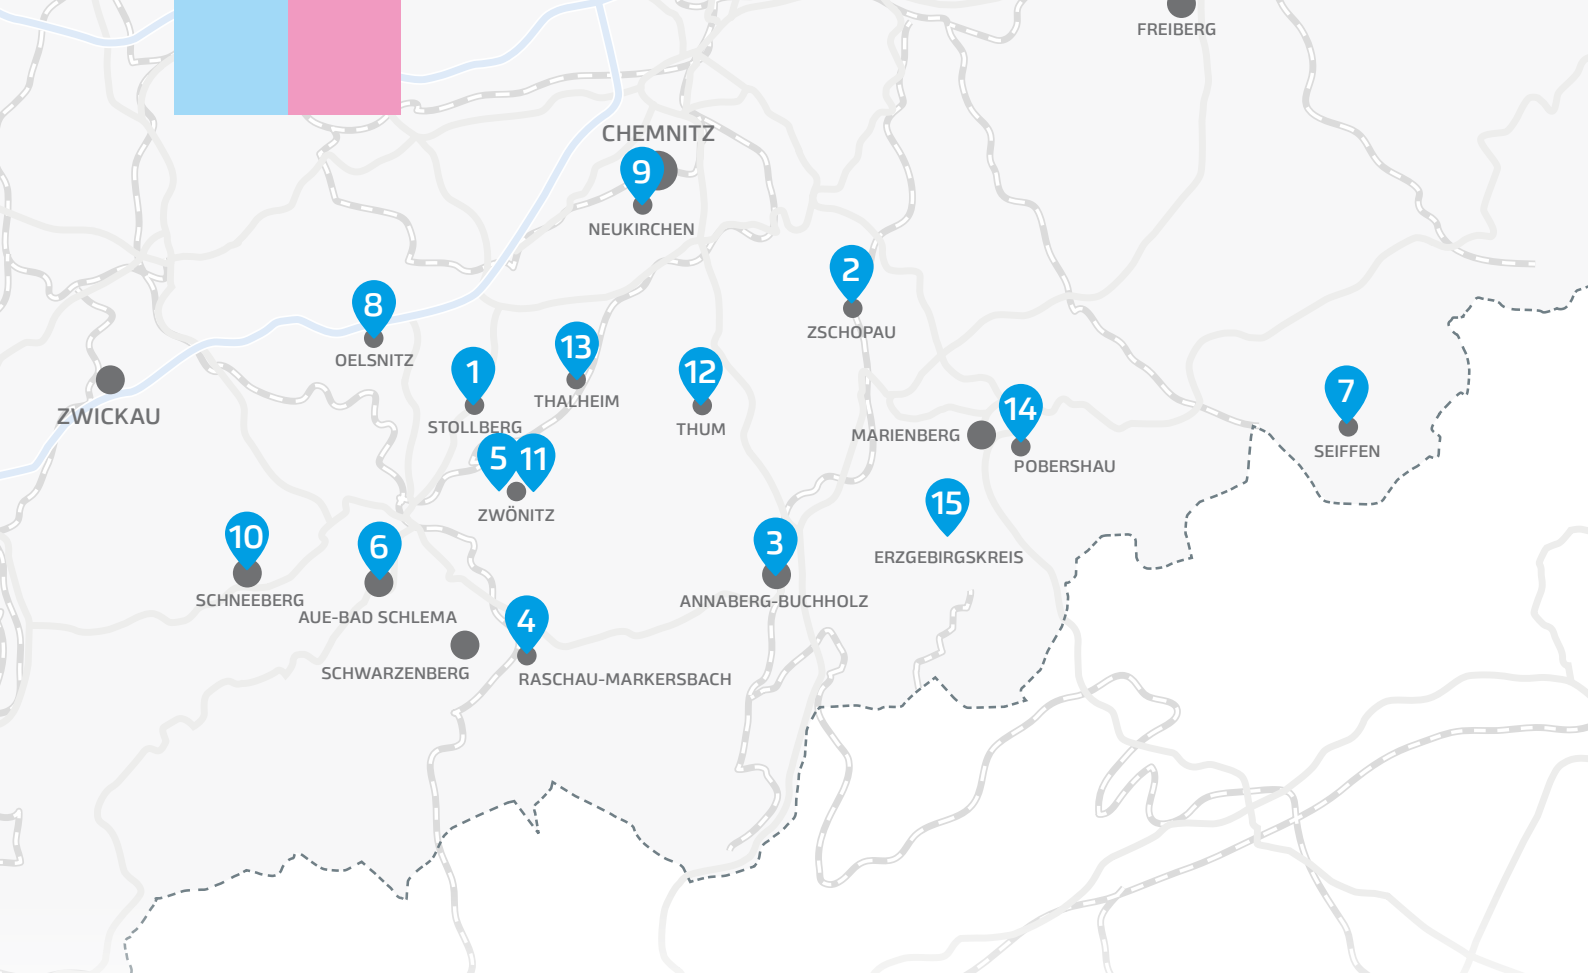 FREIBERG
CHEMNITZ
9
NEUKIRCHEN
2
ZSCHOPAU
8
OELSNITZ
13
THALHEIM
1
STOLLBERG
12
THUM
7
SEIFFEN
ZWICKAU
14
MARIENBERG
POBERSHAU
5
11
ZWÖNITZ
15
ERZGEBIRGSKREIS
10
SCHNEEBERG
6
AUE-BAD SCHLEMA
3
ANNABERG-BUCHHOLZ
4
SCHWARZENBERG
RASCHAU-MARKERSBACH